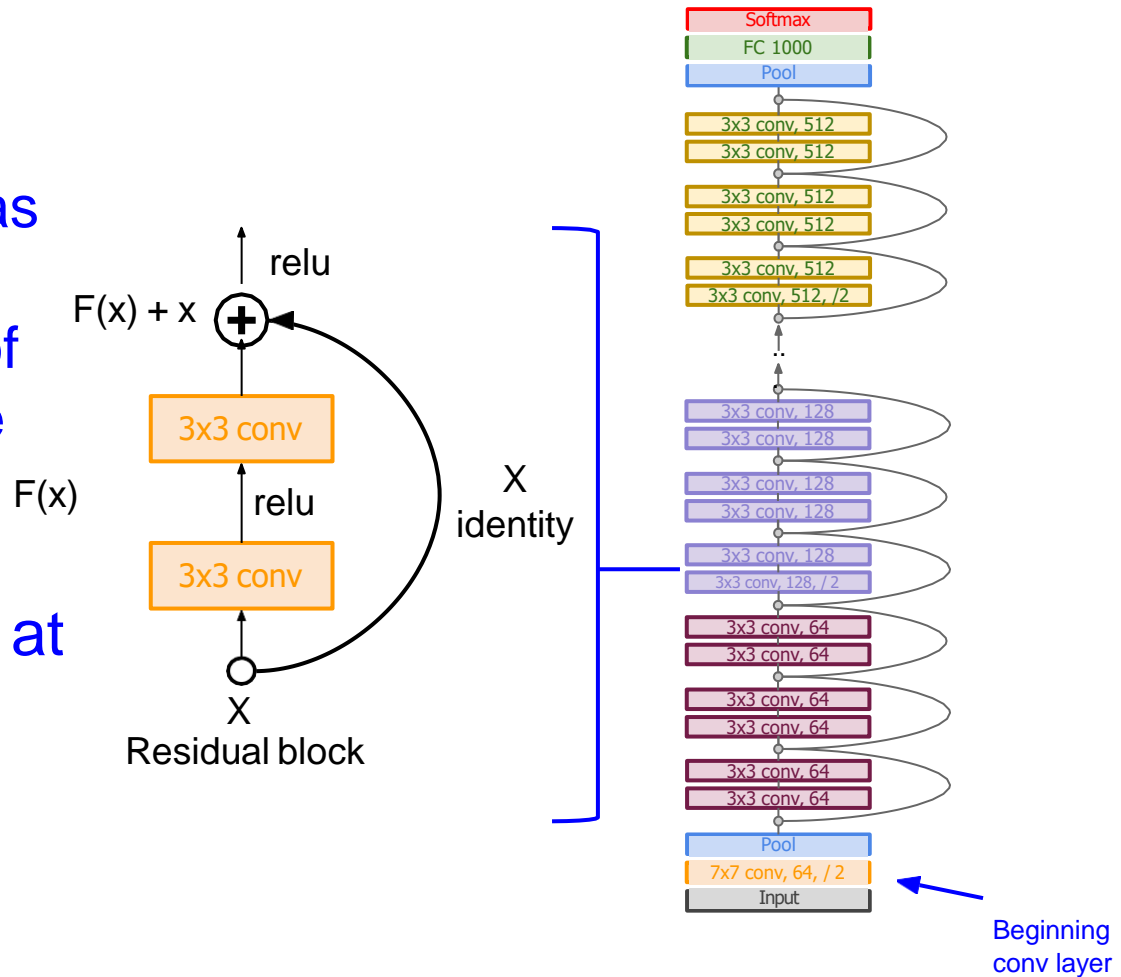 as
of
e
at
relu
F(x) + x
3x3 conv
F(x)
relu
X
identity
3x3 conv
X
Residual block
Softmax
FC 1000
Pool
3x3 conv, 512
3x3 conv, 512
3x3 conv, 512
3x3 conv, 512
3x3 conv, 512
3x3 conv, 512, /2
..
.
3x3 conv, 128
3x3 conv, 128
3x3 conv, 128
3x3 conv, 128
3x3 conv, 128
3x3 conv, 128, / 2
3x3 conv, 64
3x3 conv, 64
3x3 conv, 64
3x3 conv, 64
3x3 conv, 64
3x3 conv, 64
Pool
7x7 conv, 64, / 2
Input
Beginning
conv layer